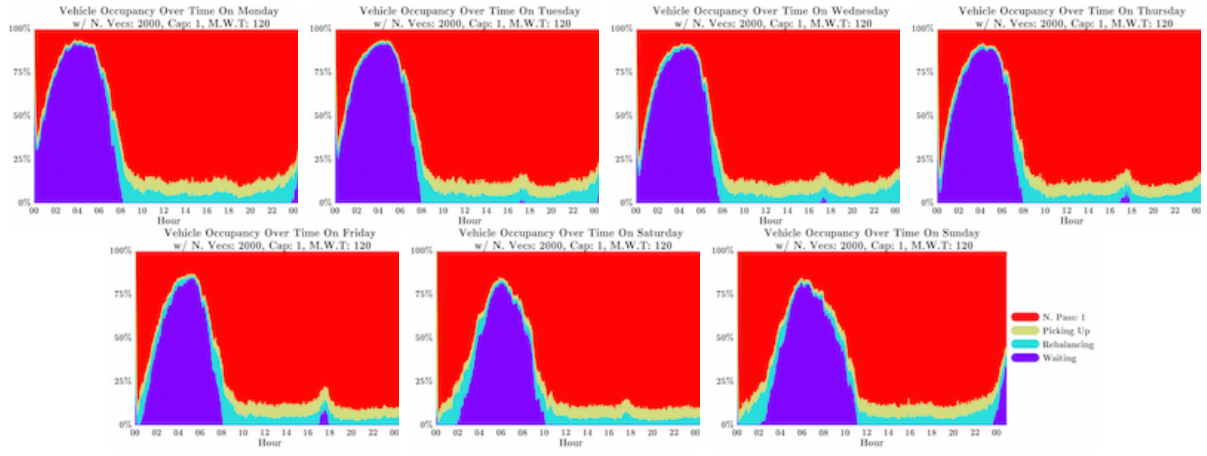 Vehicle Occupancy Over Time On Monday
w/ N. Vecs: 2000, Cap: 1, M.W.T: 120
100%
75%
50%
25%
0%
00 02 04 06 08 10 12 14 16 18 20 22 00
Hour
Vehicle Occupancy Over Time On Tuesday
w/ N. Vecs: 2000, Cap: 1, M.W.T: 120
100%
75%
50%
25%
0%
00 02 04 06 08 10 12 14 16 18 20 22 00
Hour
Vehicle Occupancy Over Time On Wednesday
w/ N. Vecs: 2000, Cap: 1, M.W.T: 120
100%
75%
50%
25%
0%
00 02 04 06 08 10 12 14 16 18 20 22 00
Hour
Vehicle Occupancy Over Time On Thursday
w/ N. Vecs: 2000, Cap: 1, M.W.T: 120
100%
75%
50%
25%
0%
00 02 04 06 08 10 12 14 16 18 20 22 00
Hour
Vehicle Occupancy Over Time On Friday
w/ N. Vecs: 2000, Cap: 1, M.W.T: 120
100%
75%
50%
25%
0%
00 02 04 06 08 10 12 14 16 18 20 22 00
Hour
Vehicle Occupancy Over Time On Saturday
w/ N. Vecs: 2000, Cap: 1, M.W.T: 120
100%
75%
50%
25%
0%
00 02 04 06 08 10 12 14 16 18 20 22 00
Hour
Vehicle Occupancy Over Time On Sunday
w/ N. Vecs: 2000, Cap: 1, M.W.T: 120
100%
75%
50%
25%
0%
00 02 04 06 08 10 12 14 16 18 20 22 00
Hour
N. Pass: 1
Picking Up
Rebalancing
Waiting